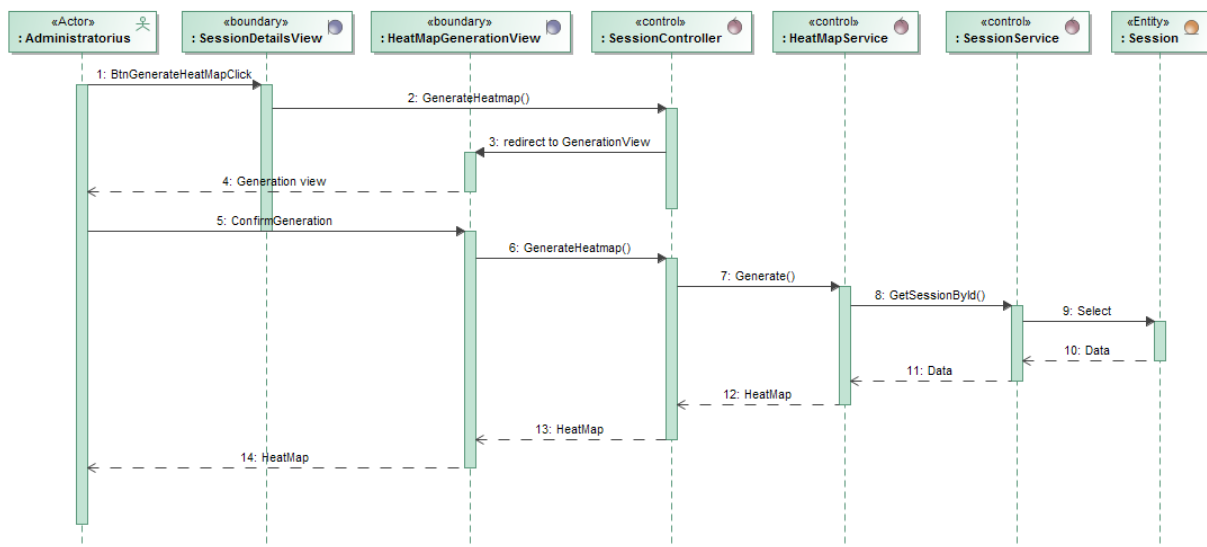 «Actor»
: Administratorius
«boundary»
: SessionDetailsView
«boundary»
: HeatMapGenerationView
«control»
: SessionController
«control»
: HeatMapService
«control»
: SessionService
«Entity»
: Session
1: BtnGenerateHeatMapClick
2: GenerateHeatmap()
3: redirect to GenerationView
4: Generation view
5: ConfirmGeneration
6: GenerateHeatmap()
7: Generate()
8: GetSessionById()
9: Select
10: Data
11: Data
12: HeatMap
13: HeatMap
14: HeatMap